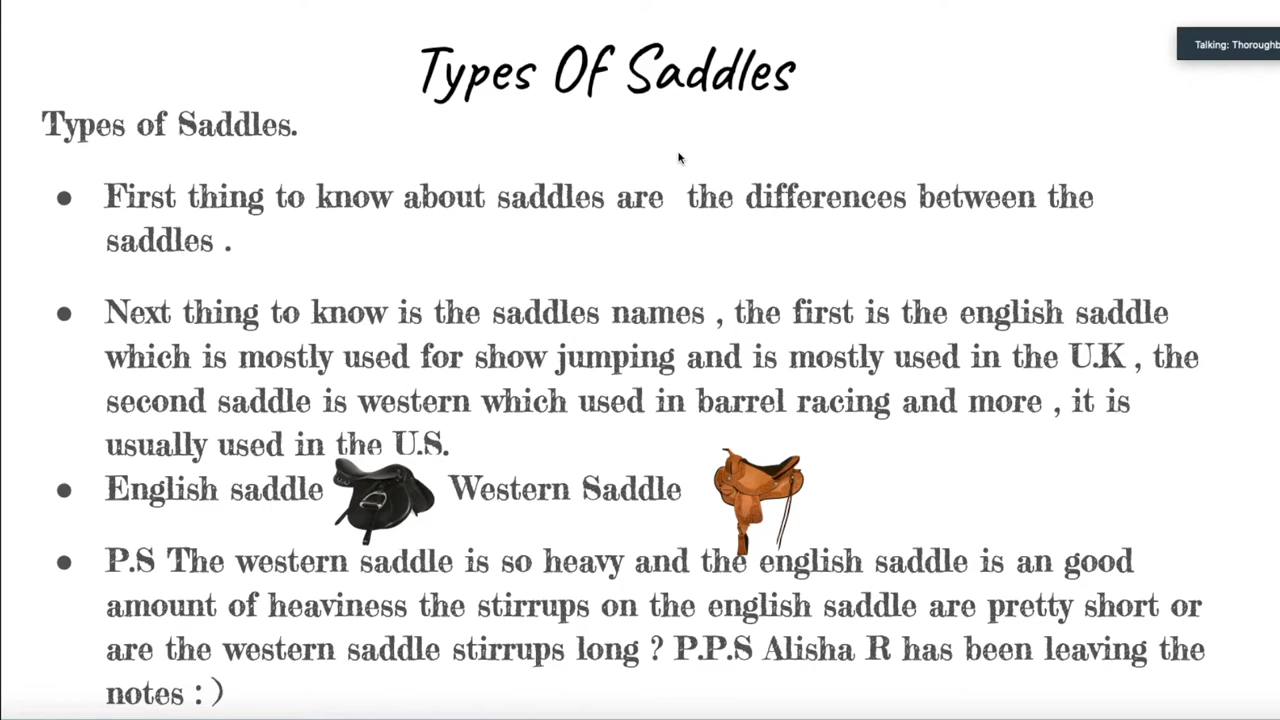 Types Of Saddles
Talking: Thoroughb
Types of Saddles.
● First thing to know about saddles are the differences between the
saddles .
● Next thing to know is the saddles names , the first is the english saddle
which is mostly used for show jumping and is mostly used in the U.K , the
second saddle is western which used in barrel racing and more , it is
usually used in the U.S.
● English saddle Western Saddle
● P.S The western saddle is so heavy and the english saddle is an good
amount of heaviness the stirrups on the english saddle are pretty short or
are the western saddle stirrups long ? P.P.S Alisha R has been leaving the
notes : )